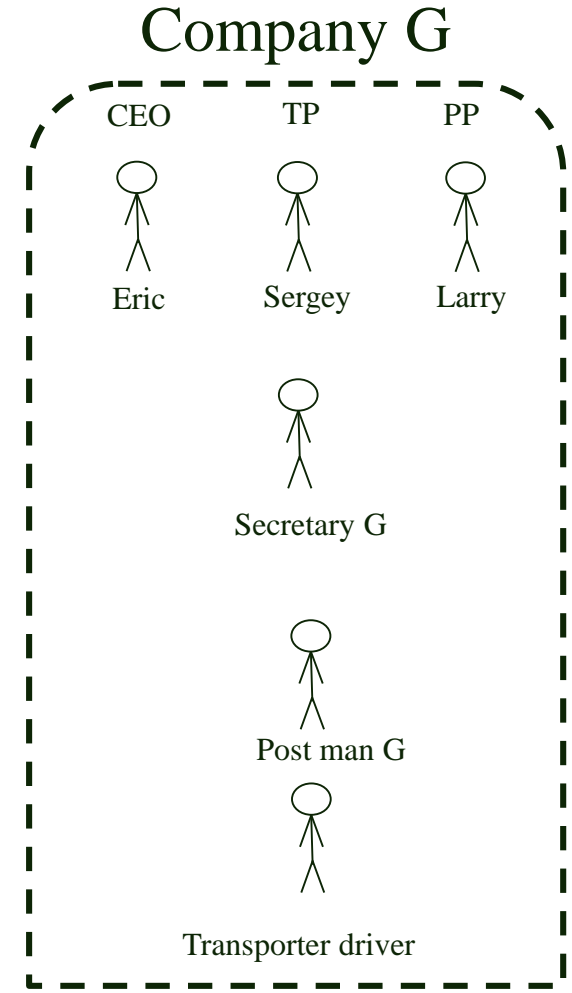 Company G
CEO TP PP
Eric Sergey Larry
Secretary G
Post man G
Transporter driver